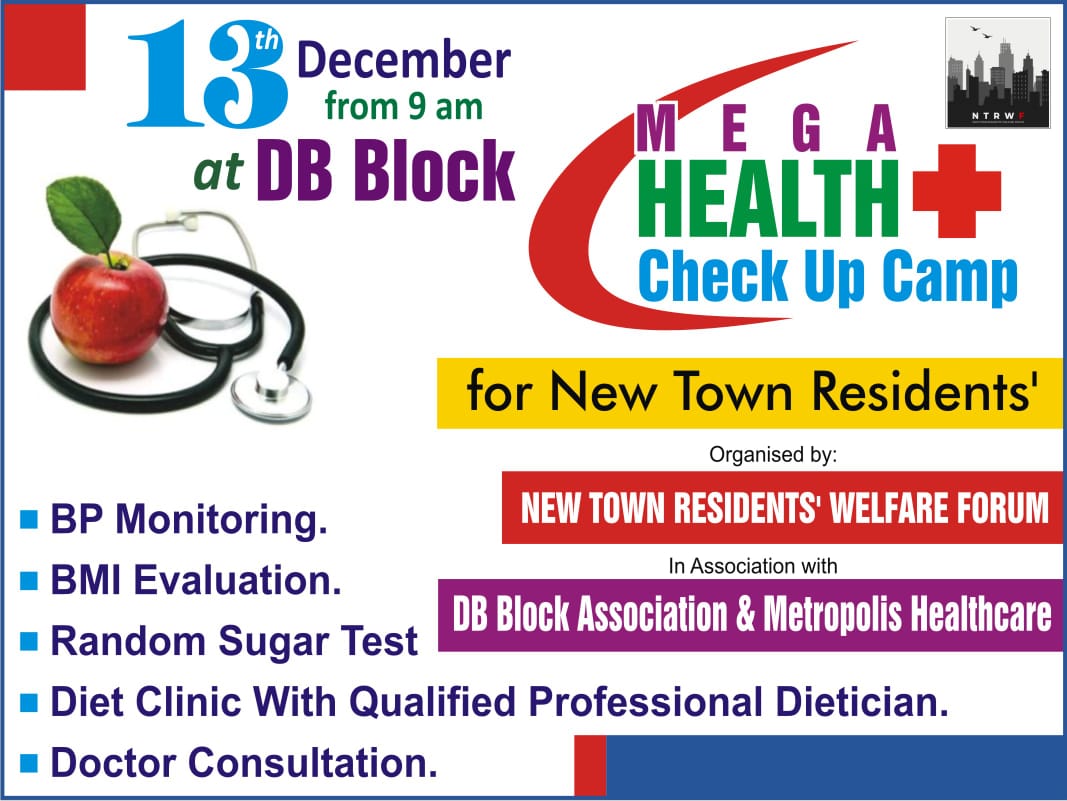 13th December
from 9 am
at DB Block
MEGA
HEALTH
Check Up Camp
NTRWF
for New Town Residents'
Organised by:
NEW TOWN RESIDENTS' WELFARE FORUM
In Association with
DB Block Association & Metropolis Healthcare
BP Monitoring.
BMI Evaluation.
Random Sugar Test
Diet Clinic With Qualified Professional Dietician.
Doctor Consultation.